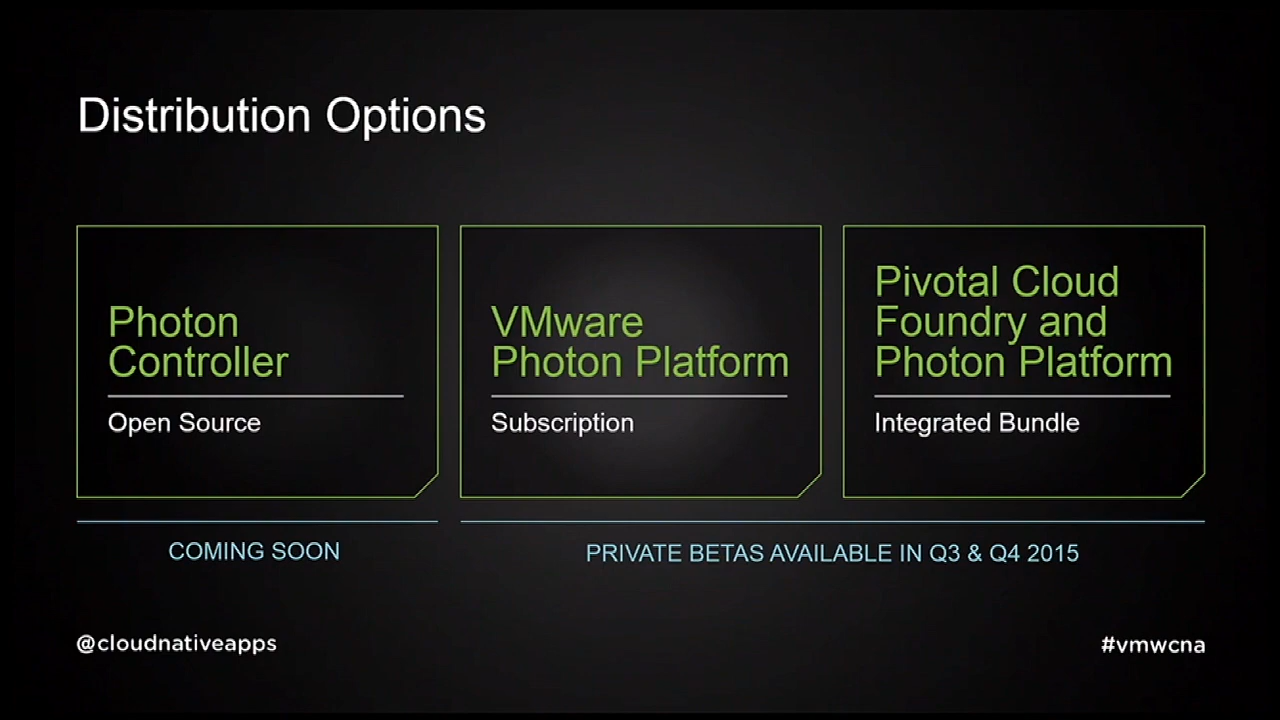 Distribution Options
Photon
Controller
Open Source
VMware
Photon Platform
Subscription
Pivotal Cloud
Foundry and
Photon Platform
Integrated Bundle
COMING SOON
PRIVATE BETAS AVAILABLE IN Q3 & Q4 2015
@cloudnativeapps
#vmwcna